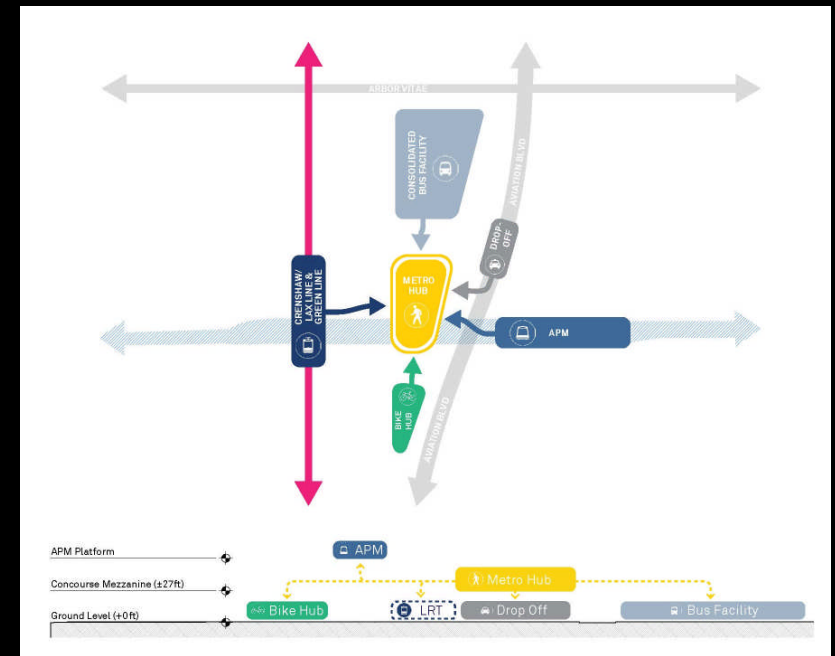 ARBOR VITAE
CONSOLIDATED
BUS FACILITY
AVIATION BLVD
DROP-
OFF
CRENSHAW/
LAX LINE &
GREEN LINE
METRO
HUB
APM
BIKE
HUB
AVIATION BLVD
APM Platform
APM
Concourse Mezzanine (±27ft)
Metro Hub
Ground Level (+0ft)
Bike Hub
LRT
Drop Off
Bus Facility